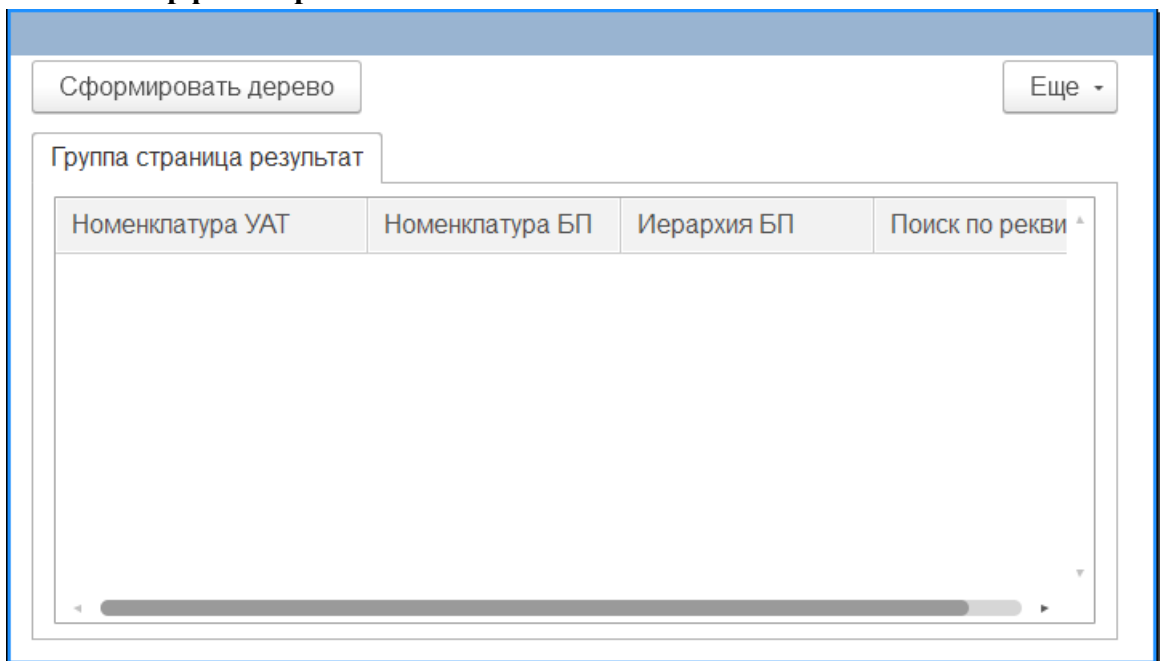 Сформировать дерево
Еще
Группа страница результат
Номенклатура УАТ Номенклатура БП Иерархия БП Поиск по рекви